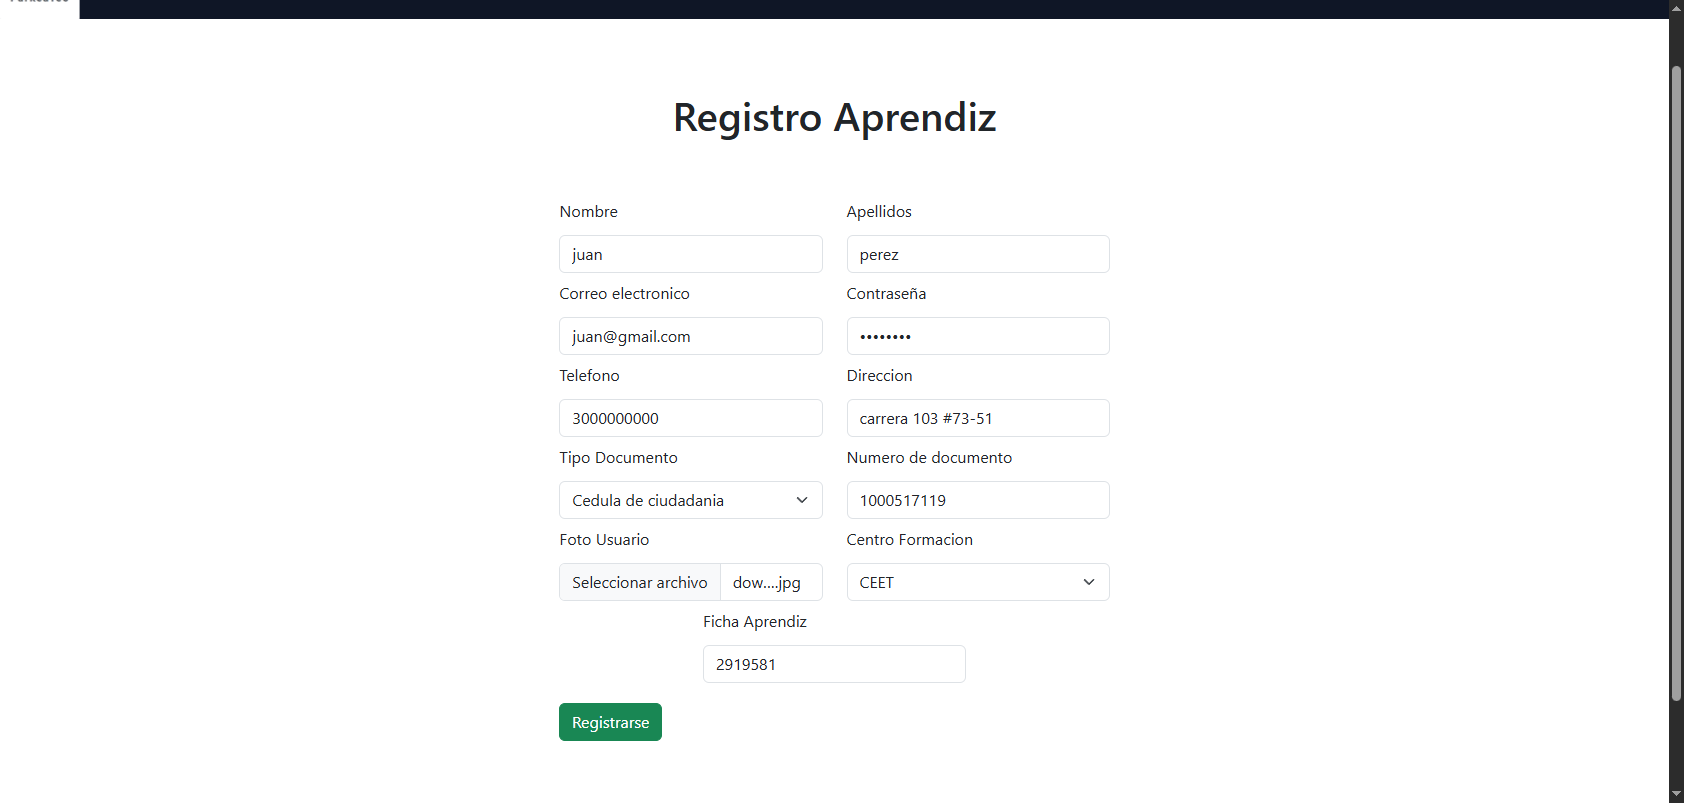 Registro Aprendiz
Nombre Apellidos
juan perez
Correo electronico Contraseña
juan@gmail.com ••••••••
Telefono Direccion
3000000000 carrera 103 #73-51
Tipo Documento Numero de documento
Cedula de ciudadania 1000517119
Foto Usuario Centro Formacion
Seleccionar archivo dow....jpg CEET
Ficha Aprendiz
2919581
Registrarse